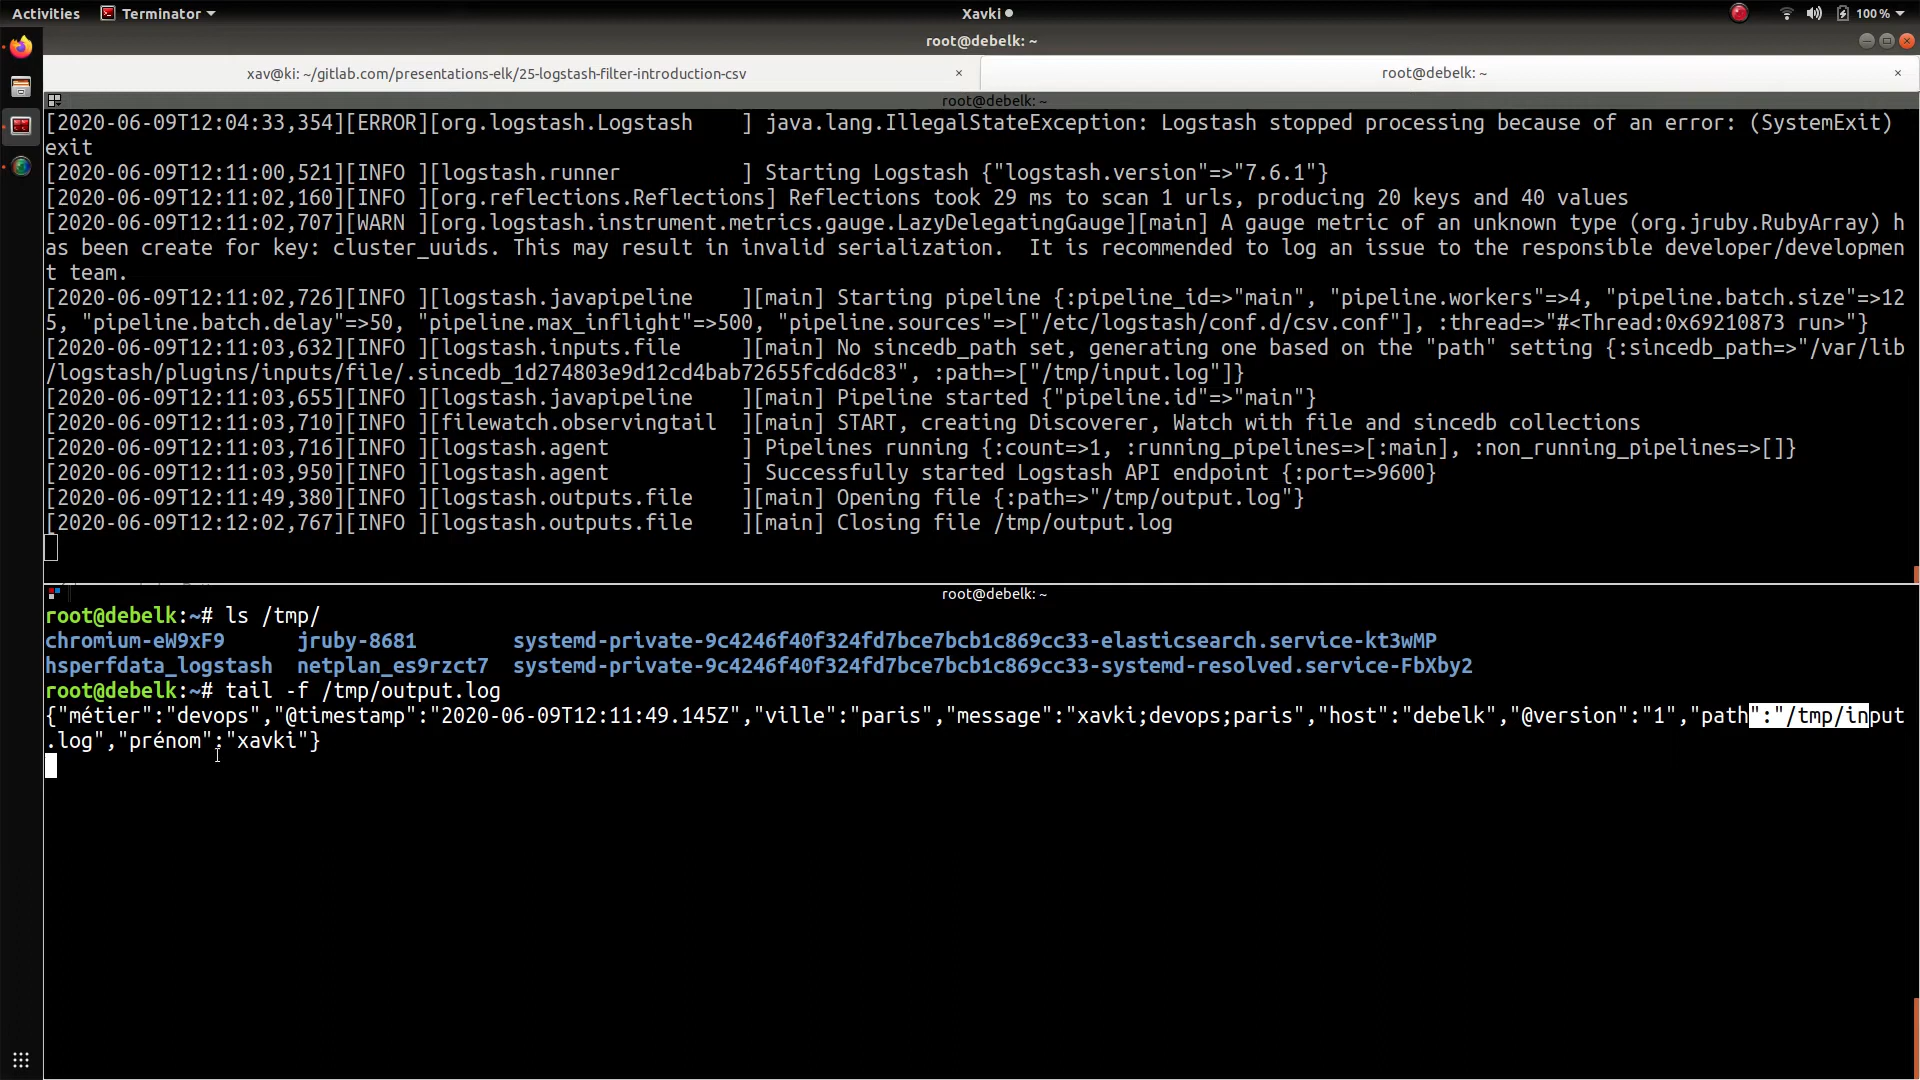 Activities
Terminator
Xavki
100 %
root@debelk: ~
xav@ki: ~/gitlab.com/presentations-elk/25-logstash-filter-introduction-csv
×
root@debelk: ~
×
root@debelk: ~
[2020-06-09T12:04:33,354][ERROR][org.logstash.Logstash    ] java.lang.IllegalStateException: Logstash stopped processing because of an error: (SystemExit)
exit
[2020-06-09T12:11:00,521][INFO ][logstash.runner          ] Starting Logstash {"logstash.version"=>"7.6.1"}
[2020-06-09T12:11:02,160][INFO ][org.reflections.Reflections] Reflections took 29 ms to scan 1 urls, producing 20 keys and 40 values
[2020-06-09T12:11:02,707][WARN ][org.logstash.instrument.metrics.gauge.LazyDelegatingGauge][main] A gauge metric of an unknown type (org.jruby.RubyArray) h
as been create for key: cluster_uuids. This may result in invalid serialization.  It is recommended to log an issue to the responsible developer/developmen
t team.
[2020-06-09T12:11:02,726][INFO ][logstash.javapipeline    ][main] Starting pipeline {:pipeline_id=>"main", "pipeline.workers"=>4, "pipeline.batch.size"=>12
5, "pipeline.batch.delay"=>50, "pipeline.max_inflight"=>500, "pipeline.sources"=>["/etc/logstash/conf.d/csv.conf"], :thread=>"#<Thread:0x69210873 run>"}
[2020-06-09T12:11:03,632][INFO ][logstash.inputs.file     ][main] No sincedb_path set, generating one based on the "path" setting {:sincedb_path=>"/var/lib
/logstash/plugins/inputs/file/.sincedb_1d274803e9d12cd4bab72655fcd6dc83", :path=>["/tmp/input.log"]}
[2020-06-09T12:11:03,655][INFO ][logstash.javapipeline    ][main] Pipeline started {"pipeline.id"=>"main"}
[2020-06-09T12:11:03,710][INFO ][filewatch.observingtail  ][main] START, creating Discoverer, Watch with file and sincedb collections
[2020-06-09T12:11:03,716][INFO ][logstash.agent           ] Pipelines running {:count=>1, :running_pipelines=>[:main], :non_running_pipelines=>[]}
[2020-06-09T12:11:03,950][INFO ][logstash.agent           ] Successfully started Logstash API endpoint {:port=>9600}
[2020-06-09T12:11:49,380][INFO ][logstash.outputs.file    ][main] Opening file {:path=>"/tmp/output.log"}
[2020-06-09T12:12:02,767][INFO ][logstash.outputs.file    ][main] Closing file /tmp/output.log
root@debelk: ~
root@debelk:~# ls /tmp/
chromium-eW9xF9      jruby-8681        systemd-private-9c4246f40f324fd7bce7bcb1c869cc33-elasticsearch.service-kt3wMP
hsperfdata_logstash  netplan_es9rzct7  systemd-private-9c4246f40f324fd7bce7bcb1c869cc33-systemd-resolved.service-FbXby2
root@debelk:~# tail -f /tmp/output.log
{"métier":"devops","@timestamp":"2020-06-09T12:11:49.145Z","ville":"paris","message":"xavki;devops;paris","host":"debelk","@version":"1","path":"/tmp/input
.log","prénom":"xavki"}